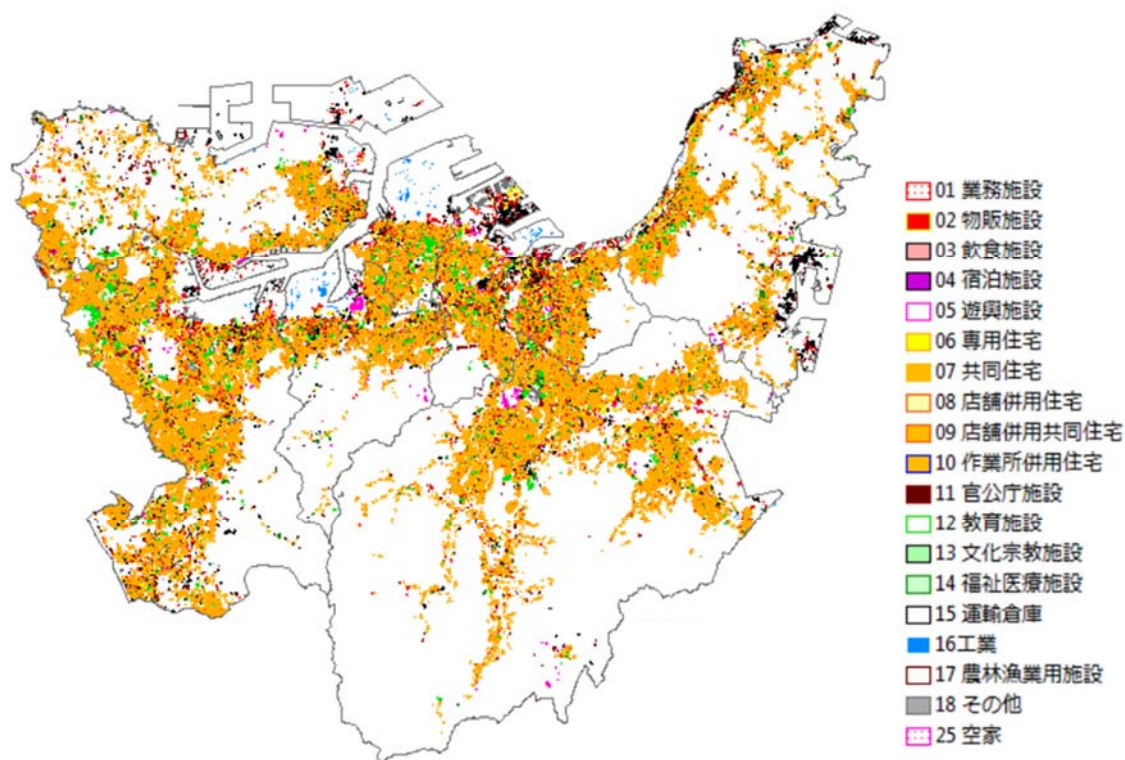 01 業務施設
02 物販施設
03 飲食施設
04 宿泊施設
05 遊興施設
06 専用住宅
07 共同住宅
08 店舗併用住宅
09 店舗併用共同住宅
10 作業所併用住宅
11 官公庁施設
12 教育施設
13 文化宗教施設
14 福祉医療施設
15 運輸倉庫
16工業
17 農林漁業用施設
18 その他
25 空家